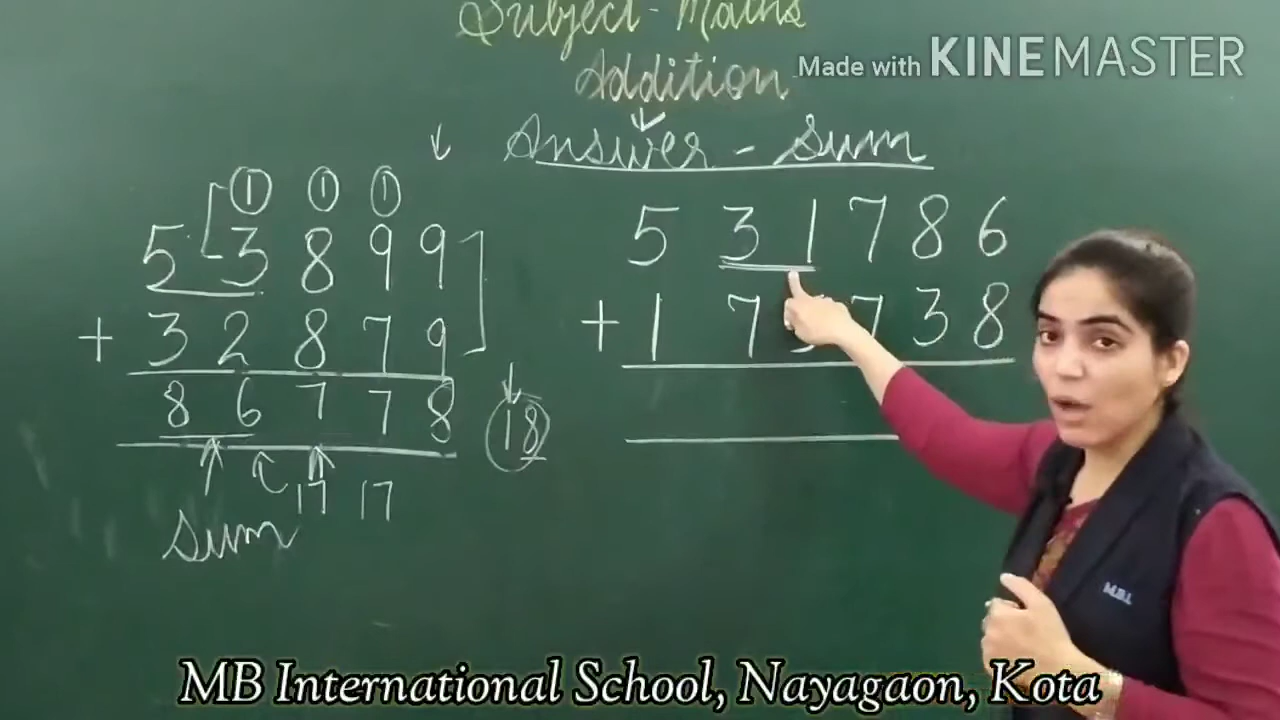 Subject - Maths
Made with KINEMASTER
Addition
Answer - Sum
1 1 1
5 3 8 9 9
+ 3 2 8 7 9
8 6 7 7 8
18
17 17
Sum
5 3 1 7 8 6
+ 1 7 7 3 8
M.B.I.
MB International School, Nayagaon, Kota